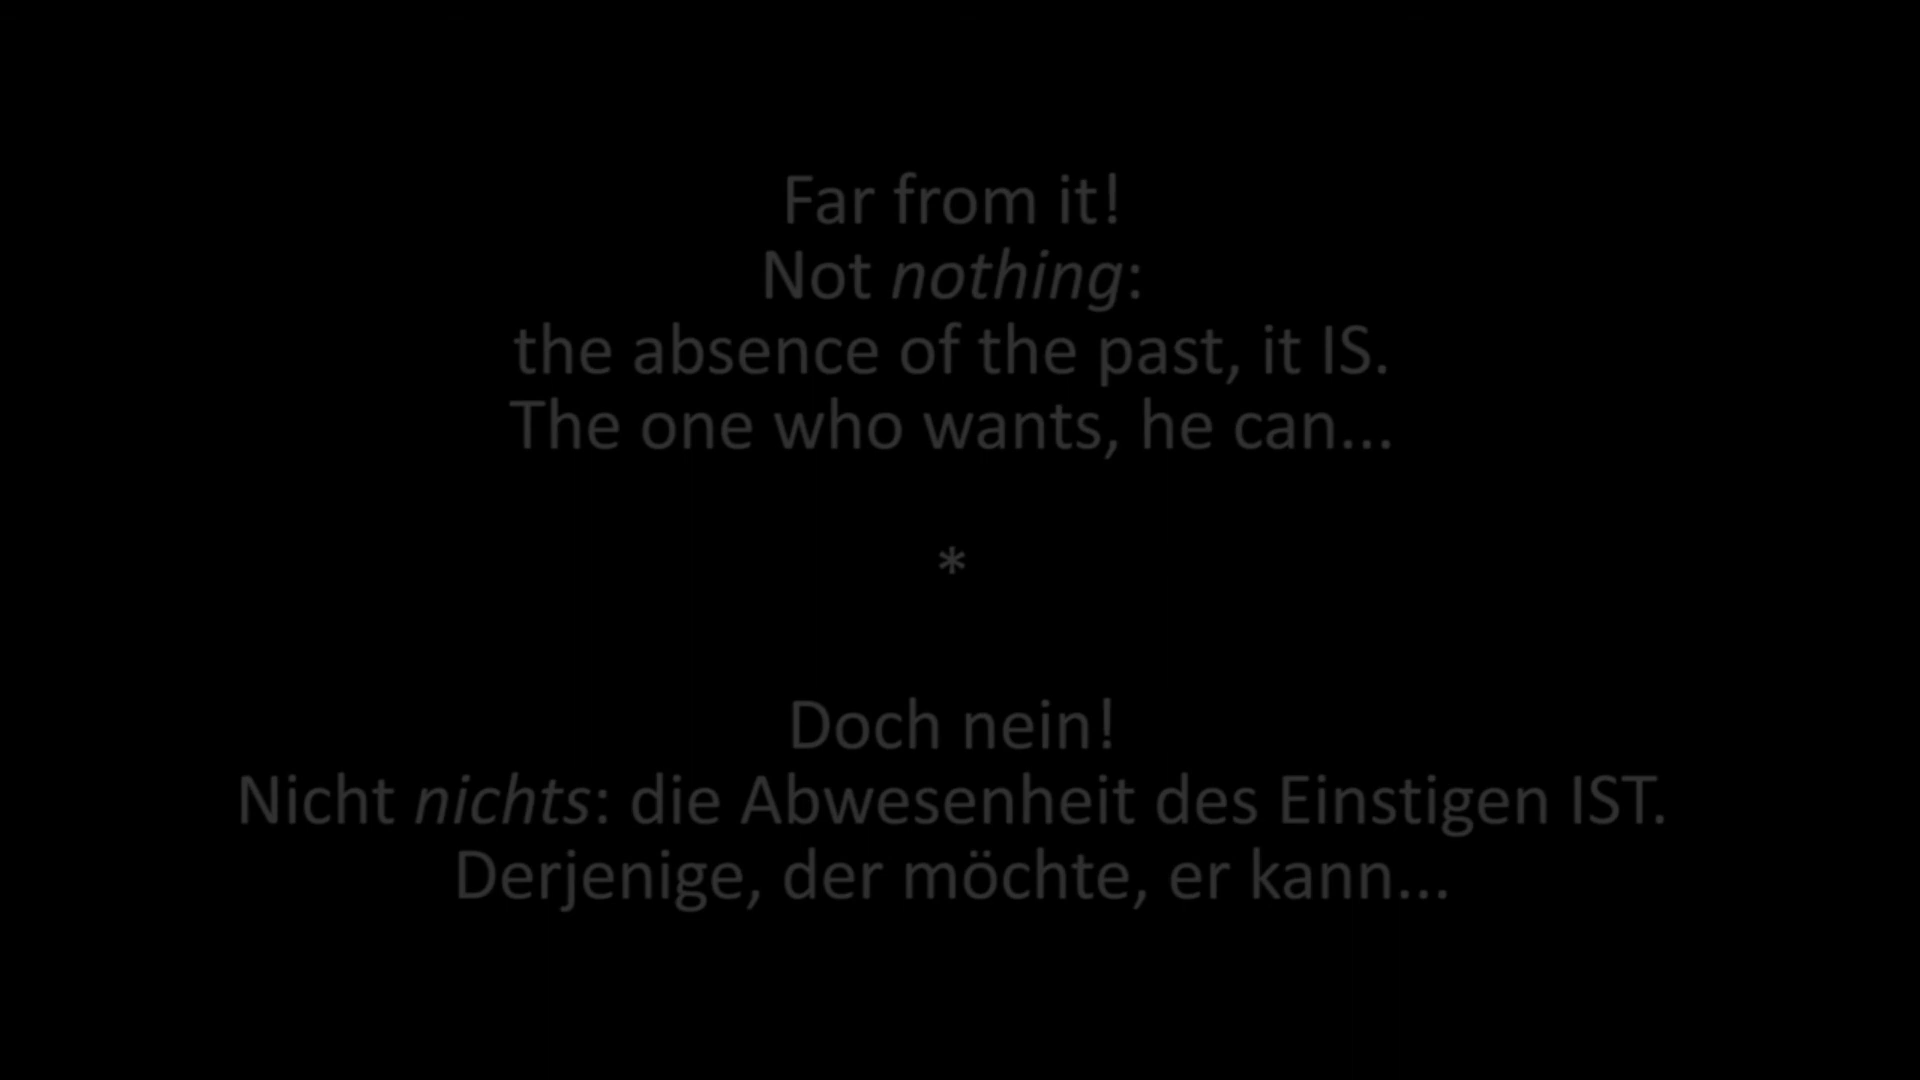 Far from it!
Not nothing:
the absence of the past, it IS.
The one who wants, he can...
*
Doch nein!
Nicht nichts: die Abwesenheit des Einstigen IST.
Derjenige, der möchte, er kann...